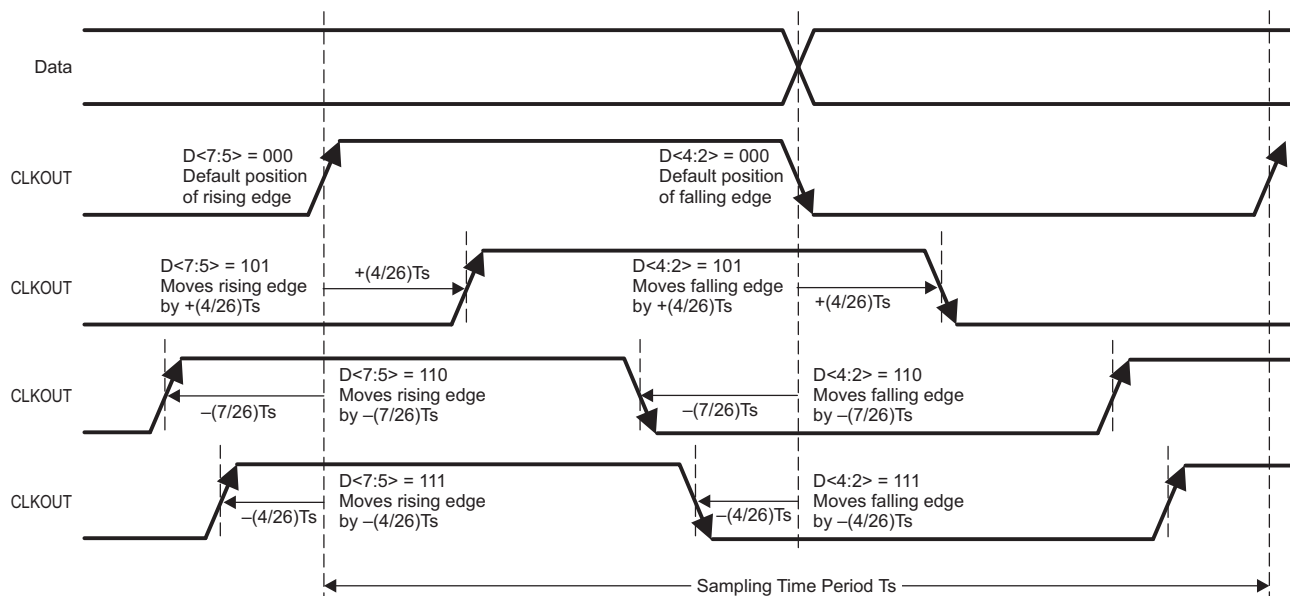 Data
CLKOUT
D<7:5> = 000
Default position
of rising edge
D<4:2> = 000
Default position
of falling edge
CLKOUT
D<7:5> = 101
Moves rising edge
by +(4/26)Ts
+(4/26)Ts
D<4:2> = 101
Moves falling edge
by +(4/26)Ts
+(4/26)Ts
CLKOUT
–(7/26)Ts
D<7:5> = 110
Moves rising edge
by –(7/26)Ts
–(7/26)Ts
D<4:2> = 110
Moves falling edge
by –(7/26)Ts
CLKOUT
–(4/26)Ts
D<7:5> = 111
Moves rising edge
by –(4/26)Ts
–(4/26)Ts
D<4:2> = 111
Moves falling edge
by –(4/26)Ts
Sampling Time Period Ts